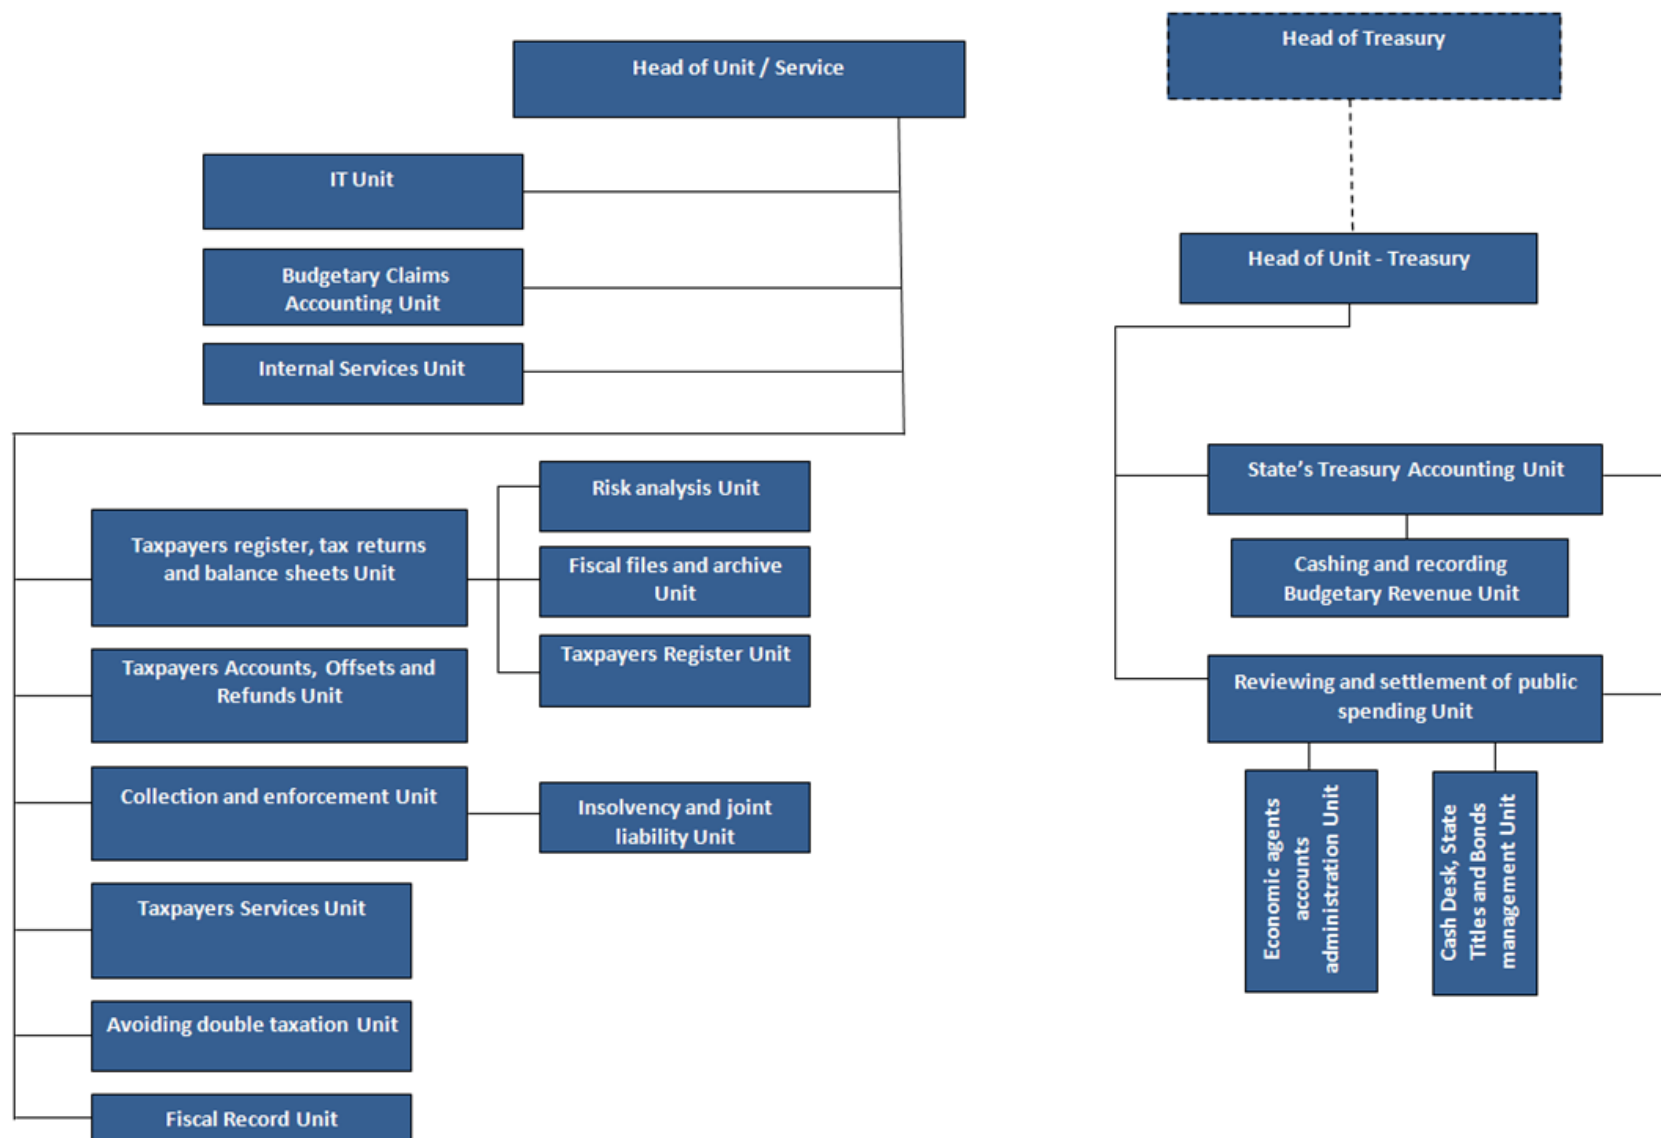 Head of Unit / Service
IT Unit
Budgetary Claims
Accounting Unit
Internal Services Unit
Taxpayers register, tax returns
and balance sheets Unit
Risk analysis Unit
Fiscal files and archive
Unit
Taxpayers Register Unit
Taxpayers Accounts, Offsets and
Refunds Unit
Collection and enforcement Unit
Insolvency and joint
liability Unit
Taxpayers Services Unit
Avoiding double taxation Unit
Fiscal Record Unit
Head of Treasury
Head of Unit - Treasury
State’s Treasury Accounting Unit
Cashing and recording
Budgetary Revenue Unit
Reviewing and settlement of public
spending Unit
Economic agents
accounts
administration Unit
Cash Desk, State
Titles and Bonds
management Unit